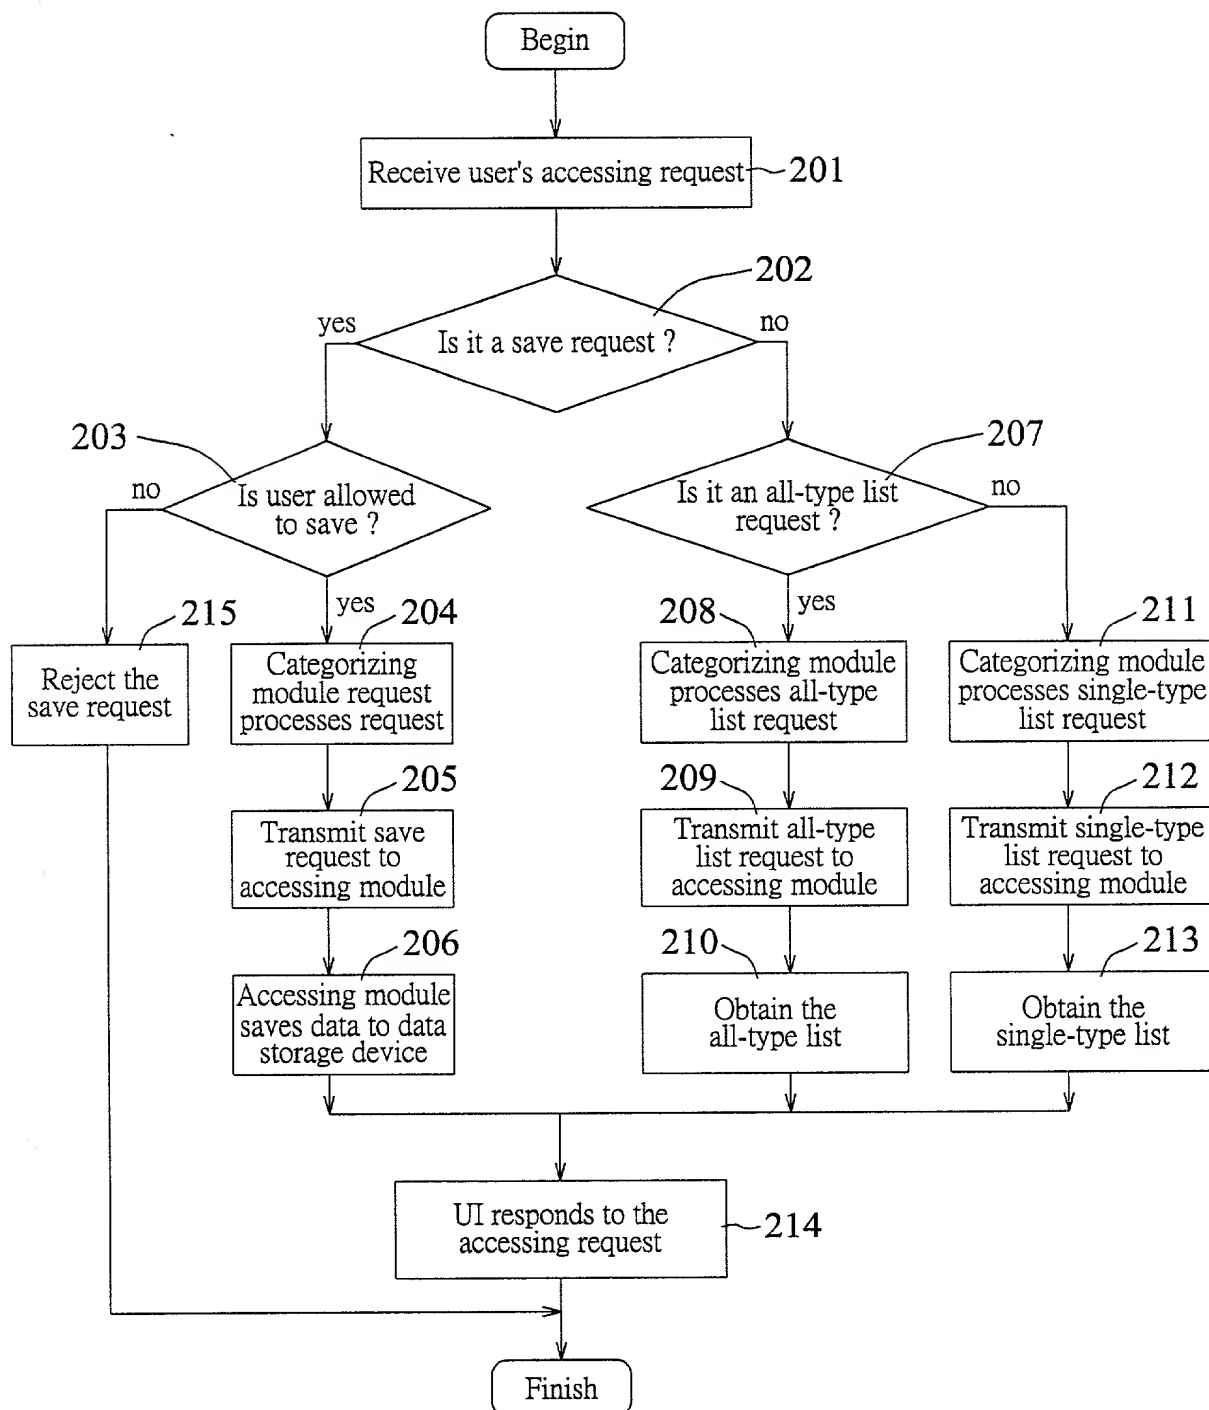 Begin
Receive user's accessing request
201
202
yes
Is it a save request ?
no
203
no
Is user allowed
to save ?
yes
207
Is it an all-type list
request ?
no
yes
215
Reject the
save request
204
Categorizing
module request
processes request
208
Categorizing module
processes all-type
list request
211
Categorizing module
processes single-type
list request
205
Transmit save
request to
accessing module
209
Transmit all-type
list request to
accessing module
212
Transmit single-type
list request to
accessing module
206
Accessing module
saves data to data
storage device
210
Obtain the
all-type list
213
Obtain the
single-type list
UI responds to the
accessing request
214
Finish